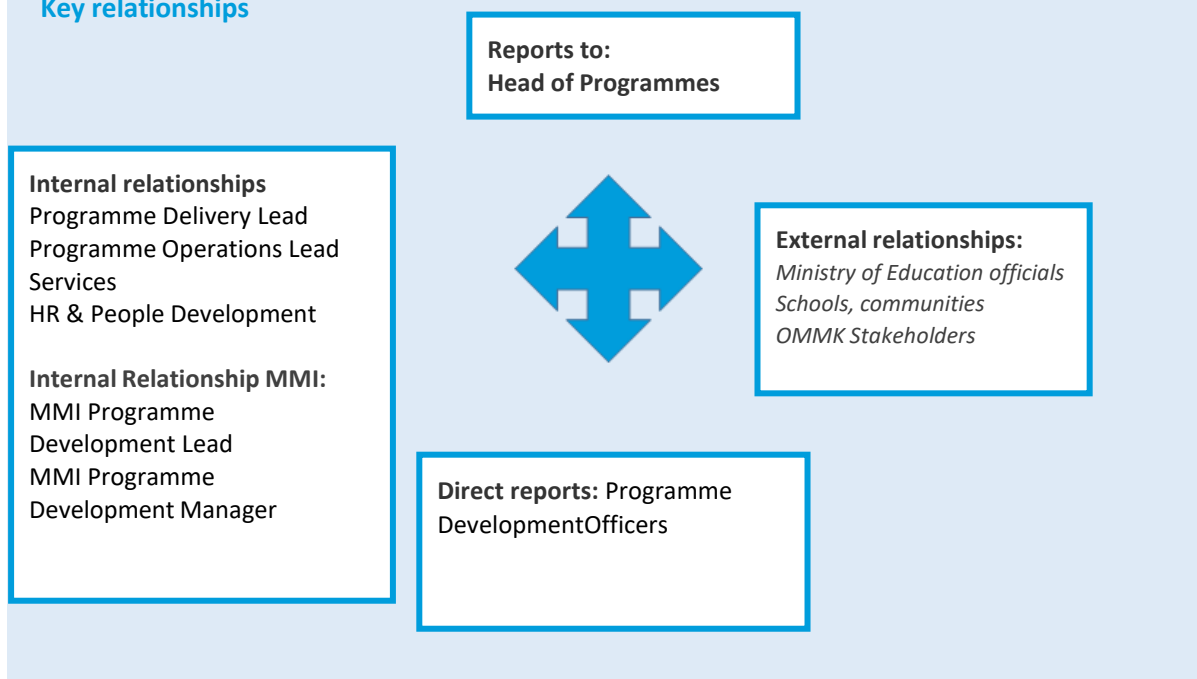 Key relationships
Reports to:
Head of Programmes
Internal relationships
Programme Delivery Lead
Programme Operations Lead
Services
HR & People Development
Internal Relationship MMI:
MMI Programme
Development Lead
MMI Programme
Development Manager
External relationships:
Ministry of Education officials
Schools, communities
OMMK Stakeholders
Direct reports: Programme
DevelopmentOfficers